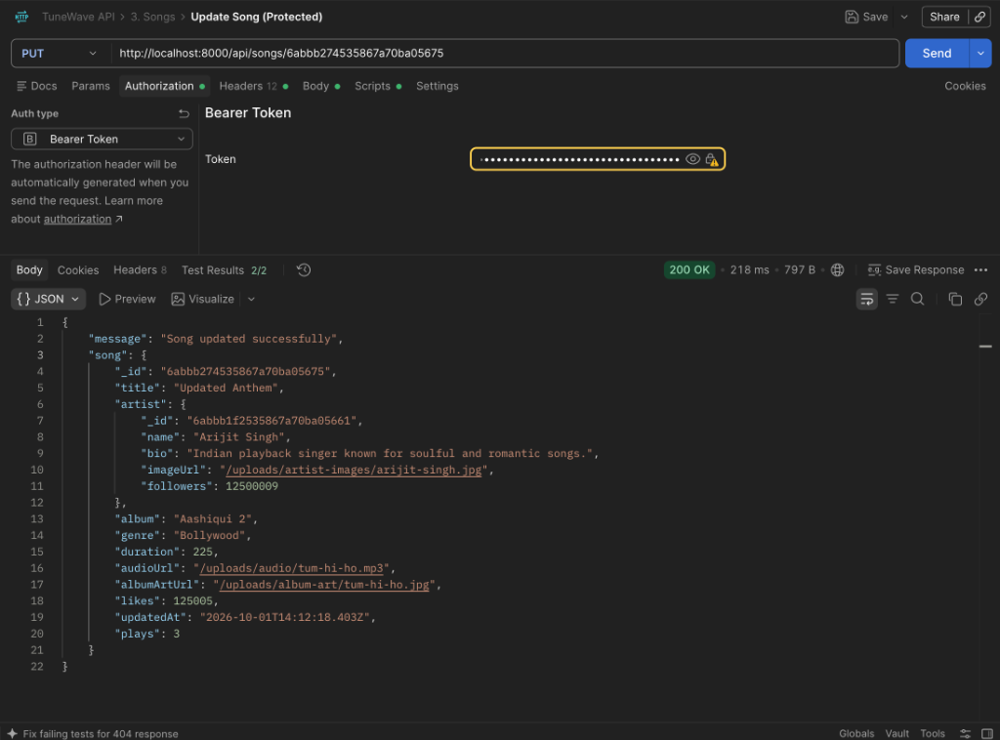 HTTP TuneWave API > 3. Songs > Update Song (Protected) Save Share
PUT http://localhost:8000/api/songs/6abbb274535867a70ba05675 Send
Docs Params Authorization Headers 12 Body Scripts Settings Cookies
Auth type
B Bearer Token
The authorization header will be
automatically generated when you
send the request. Learn more
about authorization ↗
Bearer Token
Token ••••••••••••••••••••••••••••••••
Body Cookies Headers 8 Test Results 2/2 200 OK • 218 ms • 797 B • e.g. Save Response •••
{ } JSON Preview Visualize
1 {
2 "message": "Song updated successfully",
3 "song": {
4 "_id": "6abbb274535867a70ba05675",
5 "title": "Updated Anthem",
6 "artist": {
7 "_id": "6abbb1f2535867a70ba05661",
8 "name": "Arijit Singh",
9 "bio": "Indian playback singer known for soulful and romantic songs.",
10 "imageUrl": "/uploads/artist-images/arijit-singh.jpg",
11 "followers": 12500009
12 },
13 "album": "Aashiqui 2",
14 "genre": "Bollywood",
15 "duration": 225,
16 "audioUrl": "/uploads/audio/tum-hi-ho.mp3",
17 "albumArtUrl": "/uploads/album-art/tum-hi-ho.jpg",
18 "likes": 125005,
19 "updatedAt": "2026-10-01T14:12:18.403Z",
20 "plays": 3
21 }
22 }
Fix failing tests for 404 response Globals Vault Tools